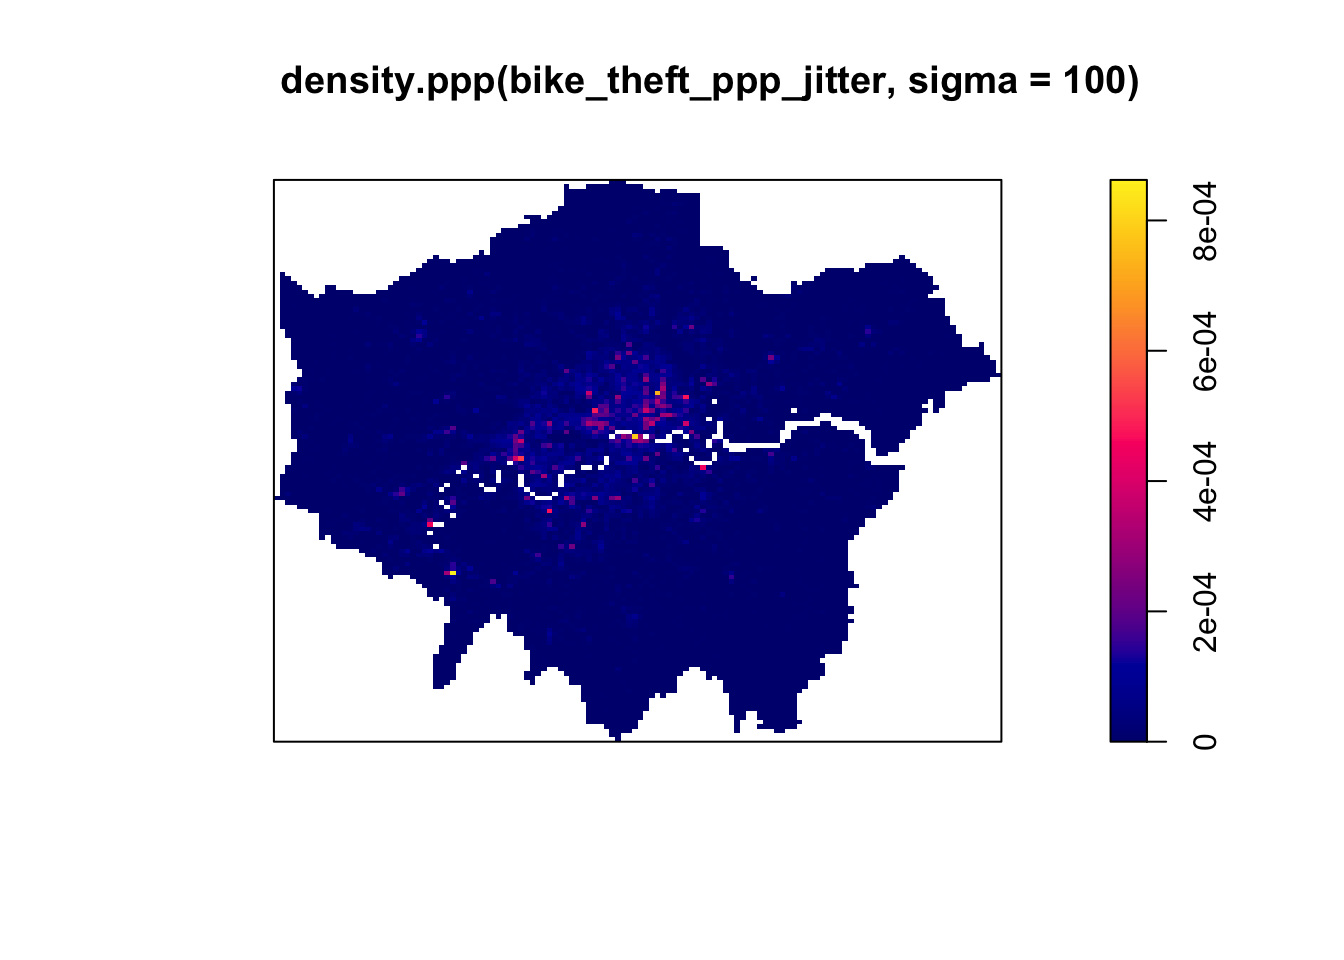 density.ppp(bike_theft_ppp_jitter, sigma = 100)
8e-04
6e-04
4e-04
2e-04
0